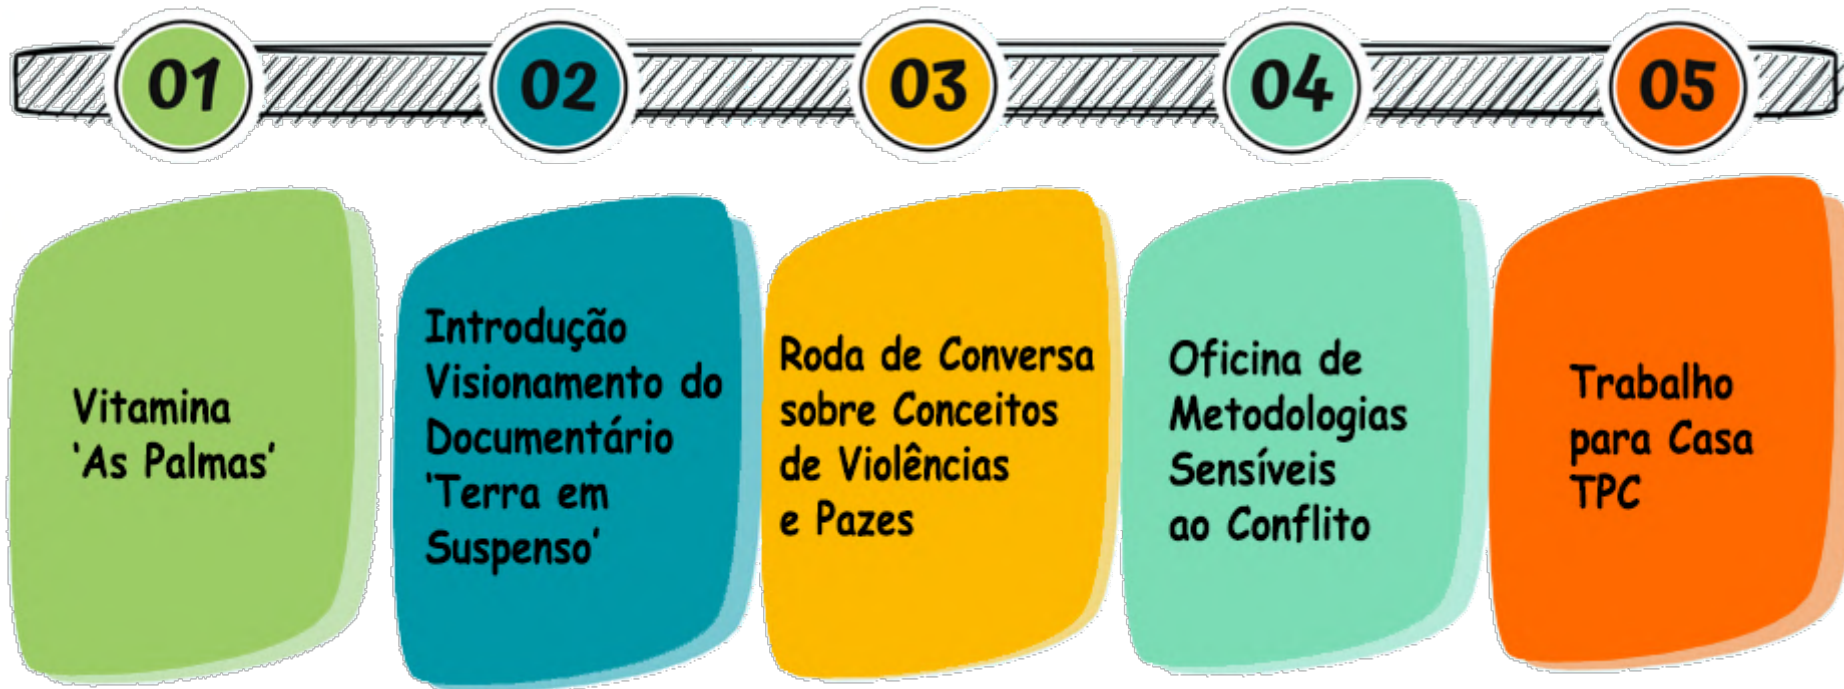 01
02
03
04
05
Vitamina
‘As Palmas’
Introdução
Visionamento do
Documentário
‘Terra em
Suspenso’
Roda de Conversa
sobre Conceitos
de Violências
e Pazes
Oficina de
Metodologias
Sensíveis
ao Conflito
Trabalho
para Casa
TPC